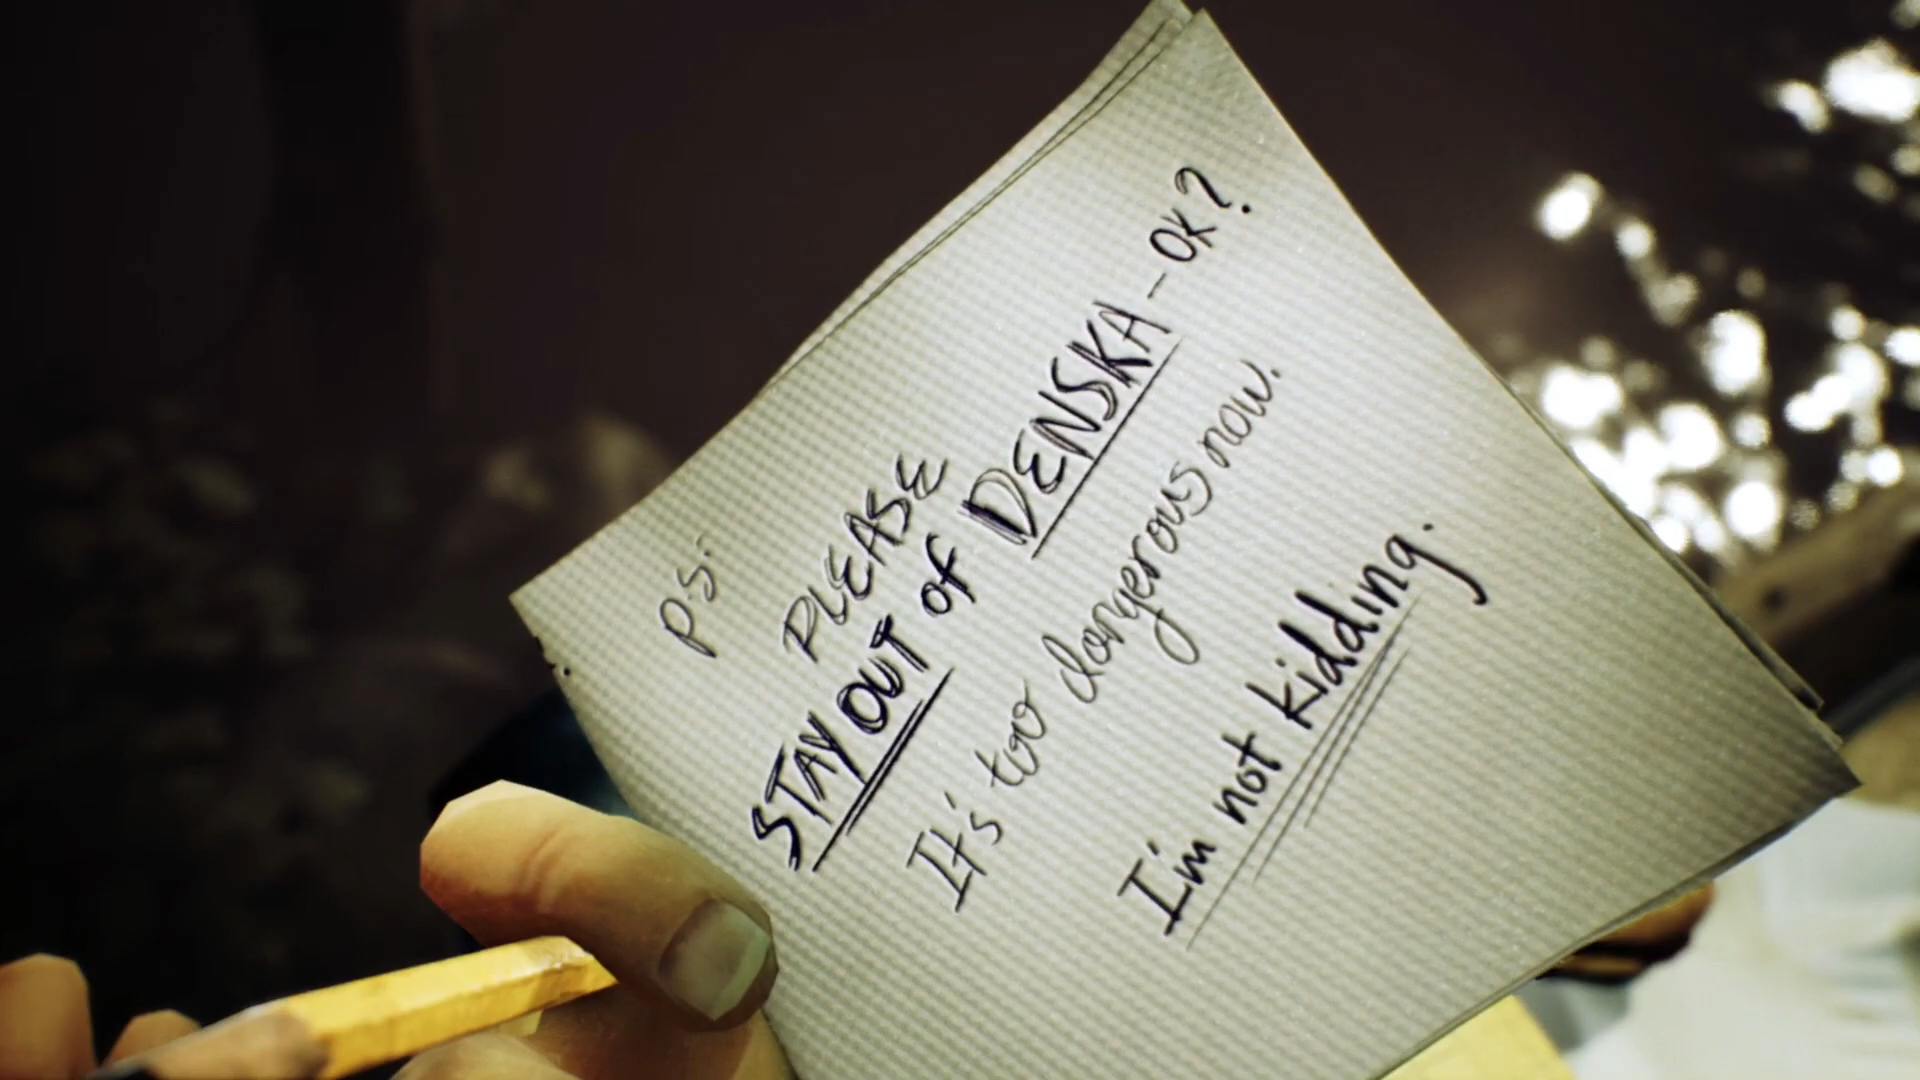 PS:
PLEASE
STAY OUT of DENSKA - OK?
It's too dangerous now.
I'm not kidding.